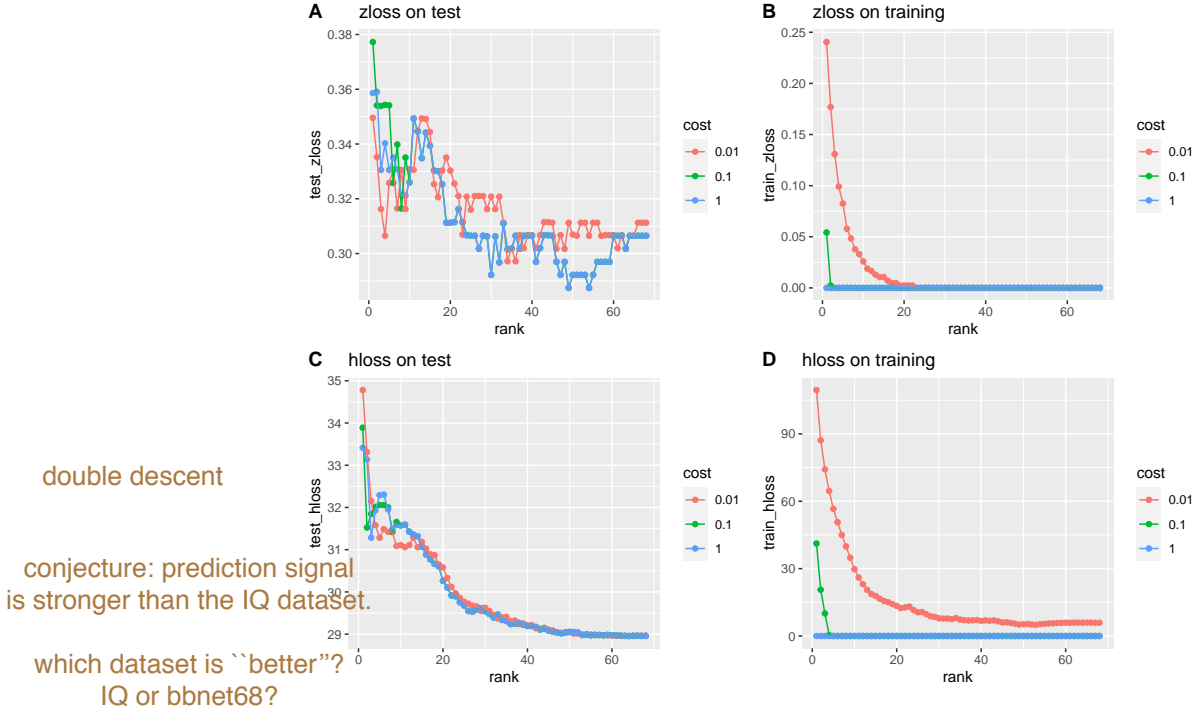 A zloss on test
test_zloss
0.38
0.36
0.34
0.32
0.30
0 20 40 60
rank
cost
0.01
0.1
1
B zloss on training
train_zloss
0.25
0.20
0.15
0.10
0.05
0.00
0 20 40 60
rank
cost
0.01
0.1
1
C hloss on test
test_hloss
35
34
33
32
31
30
29
0 20 40 60
rank
cost
0.01
0.1
1
D hloss on training
train_hloss
90
60
30
0
0 20 40 60
rank
cost
0.01
0.1
1
double descent
conjecture: prediction signal
is stronger than the IQ dataset.
which dataset is ``better”?
IQ or bbnet68?